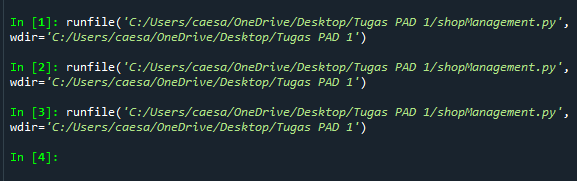 In [1]: runfile('C:/Users/caesa/OneDrive/Desktop/Tugas PAD 1/shopManagement.py',
wdir='C:/Users/caesa/OneDrive/Desktop/Tugas PAD 1')
In [2]: runfile('C:/Users/caesa/OneDrive/Desktop/Tugas PAD 1/shopManagement.py',
wdir='C:/Users/caesa/OneDrive/Desktop/Tugas PAD 1')
In [3]: runfile('C:/Users/caesa/OneDrive/Desktop/Tugas PAD 1/shopManagement.py',
wdir='C:/Users/caesa/OneDrive/Desktop/Tugas PAD 1')
In [4]: